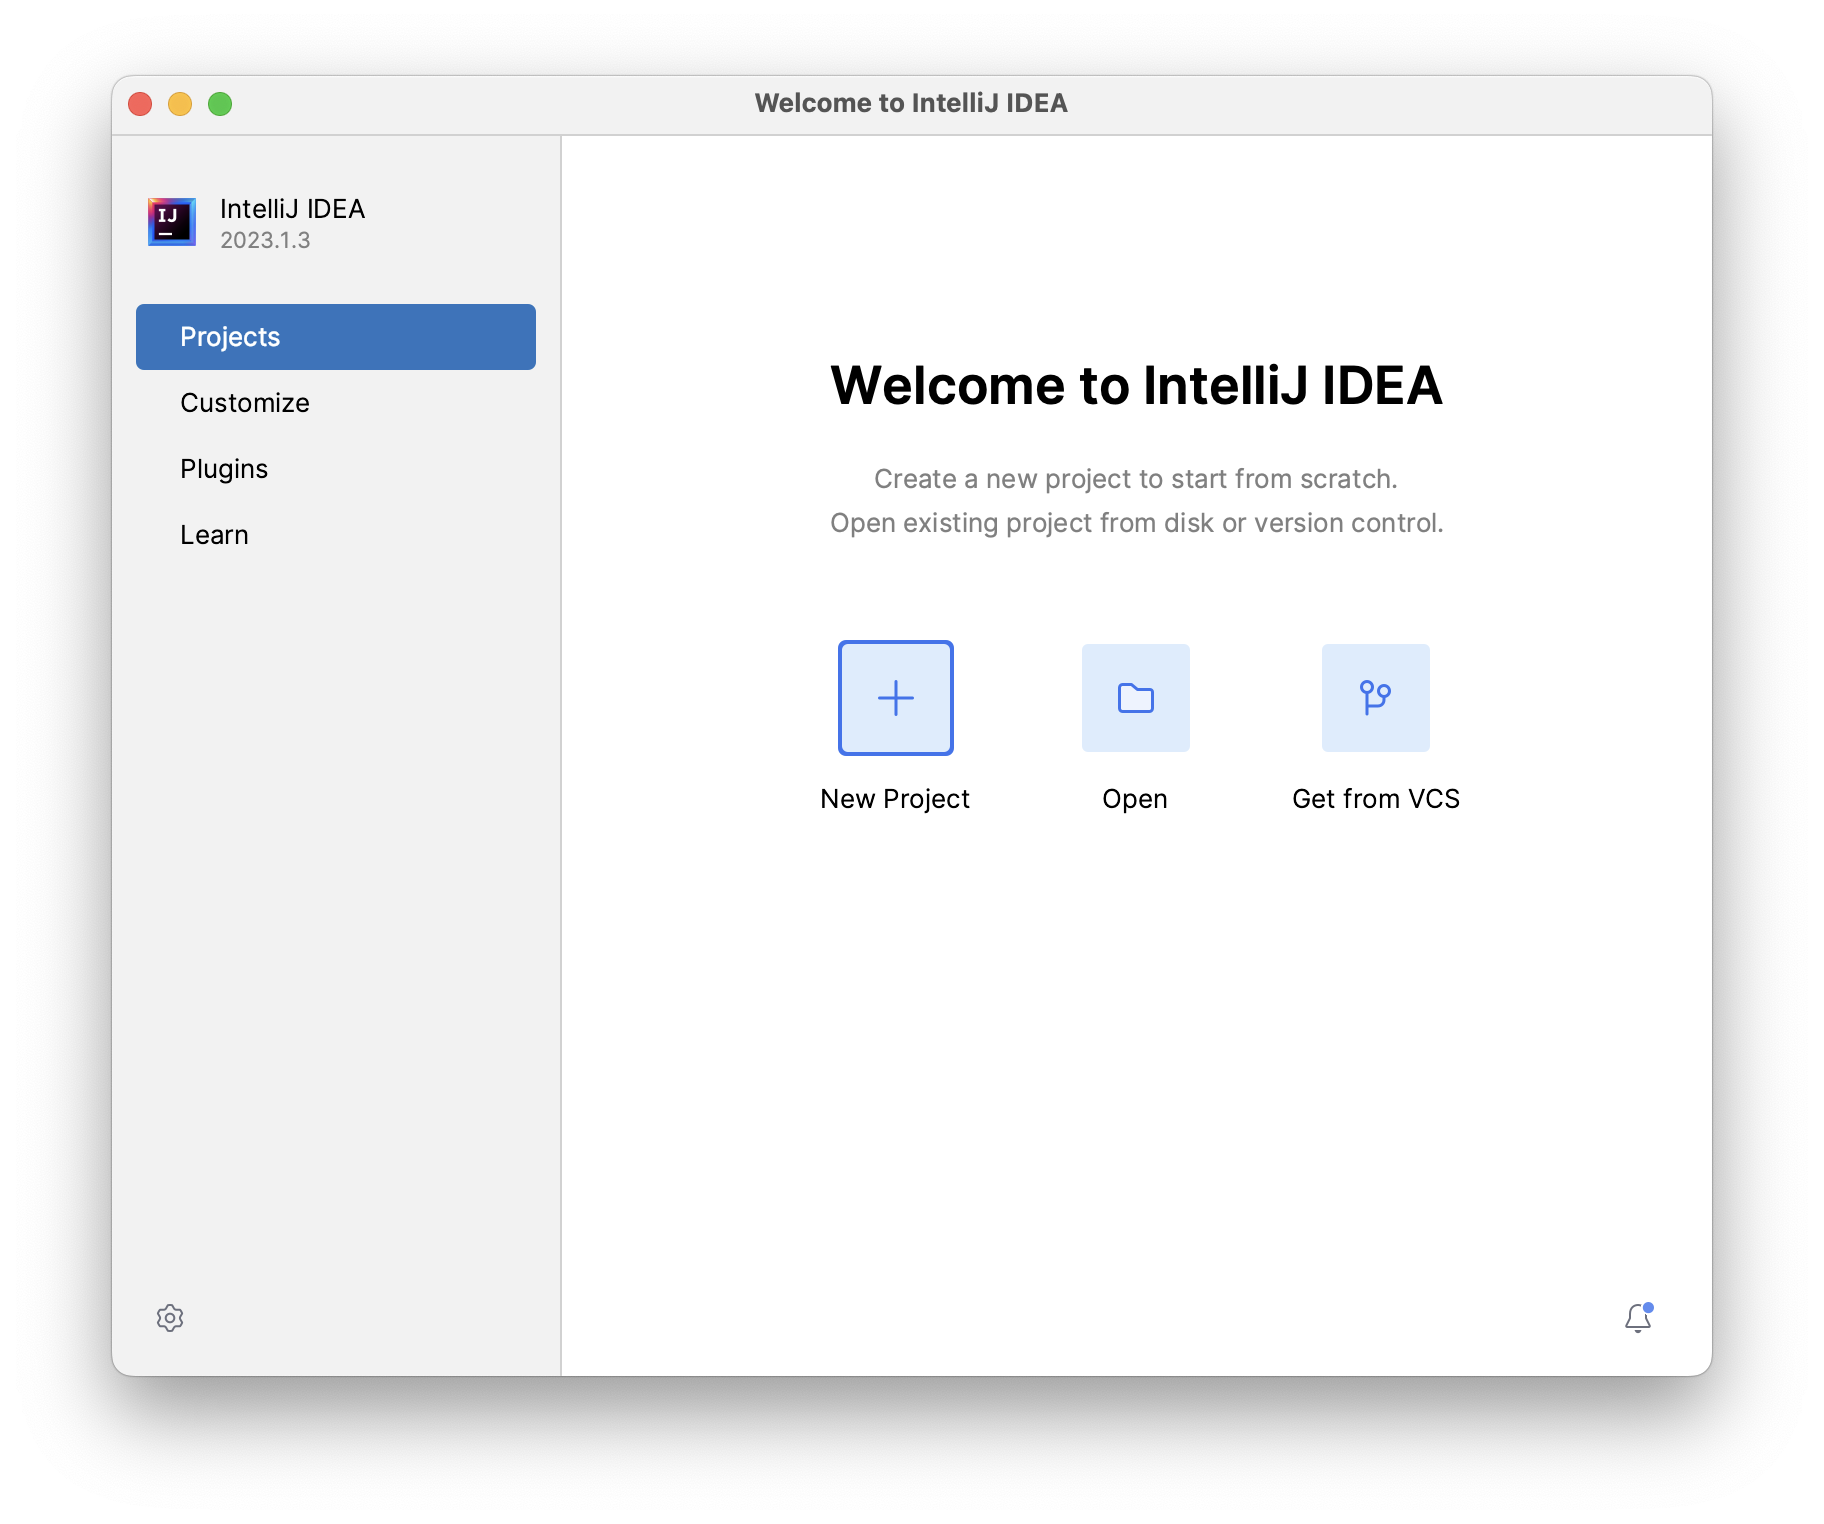 Welcome to IntelliJ IDEA
IJ
IntelliJ IDEA
2023.1.3
Projects
Customize
Plugins
Learn
Welcome to IntelliJ IDEA
Create a new project to start from scratch.
Open existing project from disk or version control.
New Project
Open
Get from VCS